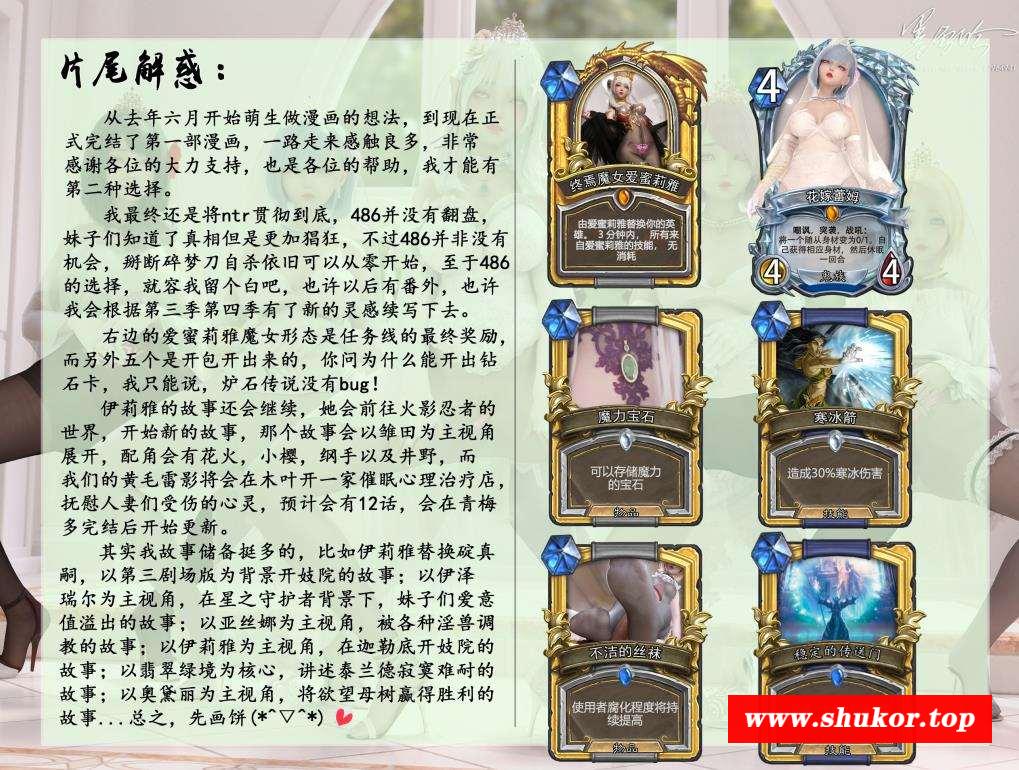 片尾解惑：
从去年六月开始萌生做漫画的想法，到现在正
式完结了第一部漫画，一路走来感触良多，非常
感谢各位的大力支持，也是各位的帮助，我才能有
第二种选择。
我最终还是将ntr贯彻到底，486并没有翻盘，
妹子们知道了真相但是更加猖狂，不过486并非没有
机会，掰断碎梦刀自杀依旧可以从零开始，至于486
的选择，就容我留个白吧，也许以后有番外，也许
我会根据第三季第四季有了新的灵感续写下去。
右边的爱蜜莉雅魔女形态是任务线的最终奖励，
而另外五个是开包开出来的，你问为什么能开出钻
石卡，我只能说，炉石传说没有bug！
伊莉雅的故事还会继续，她会前往火影忍者的
世界，开始新的故事，那个故事会以雏田为主视角
展开，配角会有花火，小樱，纲手以及井野，而
我们的黄毛雷影将会在木叶开一家催眠心理治疗店，
抚慰人妻们受伤的心灵，预计会有12话，会在青梅
多完结后开始更新。
其实我故事储备挺多的，比如伊莉雅替换碇真
嗣，以第三剧场版为背景开妓院的故事；以伊泽
瑞尔为主视角，在星之守护者背景下，妹子们爱意
值溢出的故事；以亚丝娜为主视角，被各种淫兽调
教的故事；以伊莉雅为主视角，在迦勒底开妓院的
故事；以翡翠绿境为核心，讲述泰兰德寂寞难耐的
故事；以奥黛丽为主视角，将欲望母树赢得胜利的
故事...总之，先画饼(*^▽^*)
终焉魔女爱蜜莉雅
由爱蜜莉雅替换你的英
雄。3分钟内，所有来
自爱蜜莉雅的技能，无
消耗
4
花嫁蕾姆
嘲讽，突袭，战吼：
将一个随从身材变为0/1，自
己获得相应身材，然后休眠
一回合
4
鬼族
4
魔力宝石
可以存储魔力
的宝石
物品
寒冰箭
造成30%寒冰伤害
技能
不洁的丝袜
使用者腐化程度将持
续提高
物品
稳定的传送门
技能
www.shukor.top